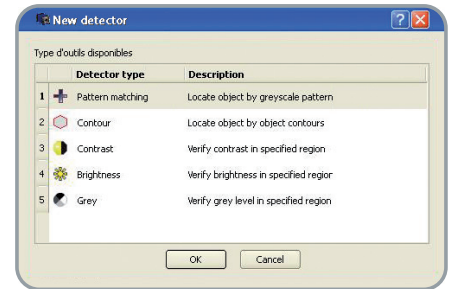 New detector
Type d'outils disponibles
Detector type Description
1 Pattern matching Locate object by greyscale pattern
2 Contour Locate object by object contours
3 Contrast Verify contrast in specified region
4 Brightness Verify brightness in specified regior
5 Grey Verify grey level in specified region
OK Cancel